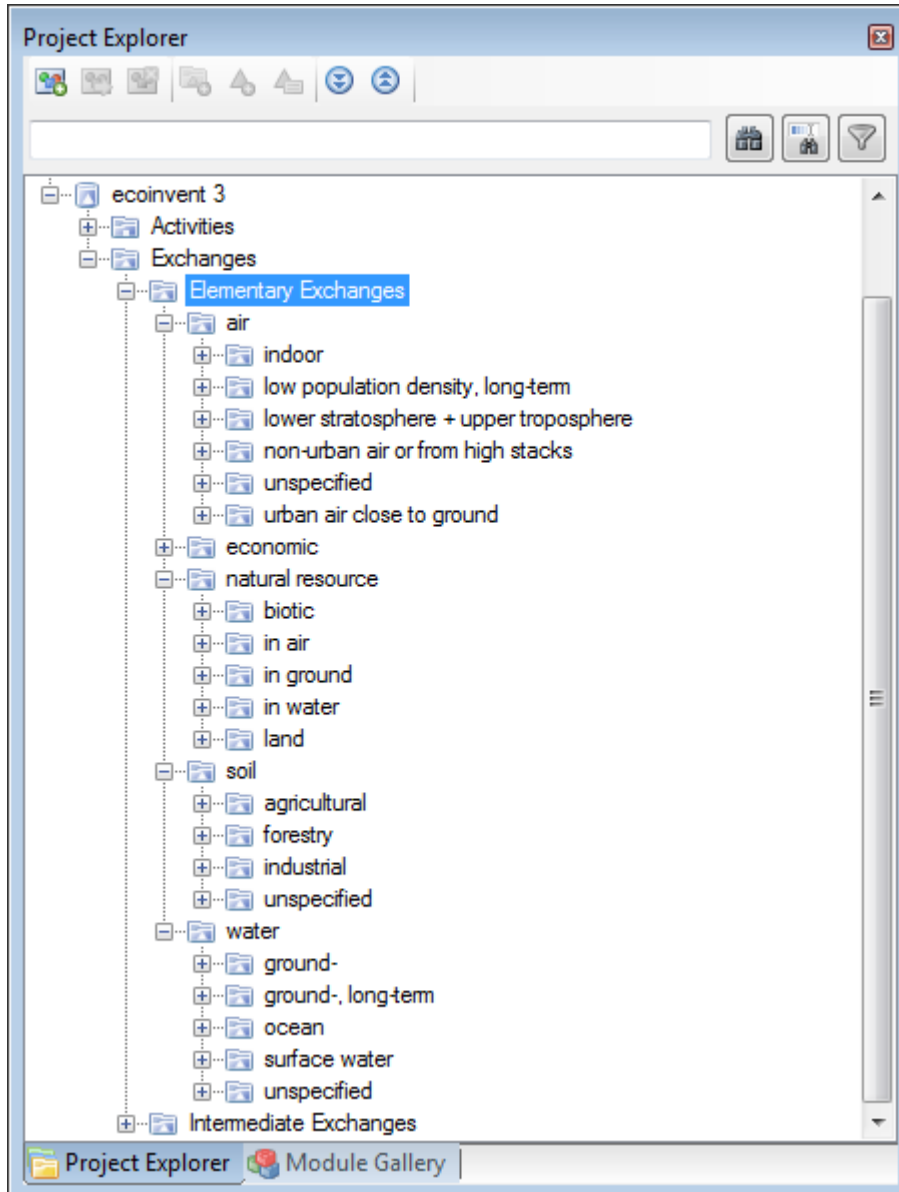 Project Explorer
ecoinvent 3
Activities
Exchanges
Elementary Exchanges
air
indoor
low population density, long-term
lower stratosphere + upper troposphere
non-urban air or from high stacks
unspecified
urban air close to ground
economic
natural resource
biotic
in air
in ground
in water
land
soil
agricultural
forestry
industrial
unspecified
water
ground-
ground-, long-term
ocean
surface water
unspecified
Intermediate Exchanges
Project Explorer Module Gallery